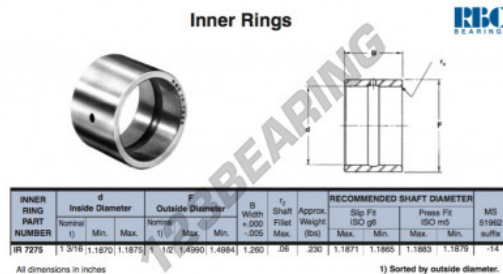 Inner Rings
RBC
BEARINGS
123BEARING
B
r₂
d
F
INNER RING PART NUMBER
d Inside Diameter
F Outside Diameter
B Width +.000 -.005
r₂ Shaft Fillet Max.
Approx. Weight (lbs)
RECOMMENDED SHAFT DIAMETER
Slip Fit ISO g6
Press Fit ISO m5
MS 51962 suffix
Nominal 1) Min. Max. Nominal 1) Max. Min. Max. Min. Max. Min.
IR 7275 1 3/16 1.1870 1.1875 1 1/2 1.4990 1.4984 1.260 .06 .230 1.1871 1.1865 1.1883 1.1879 -14
All dimensions in inches
1) Sorted by outside diameter.